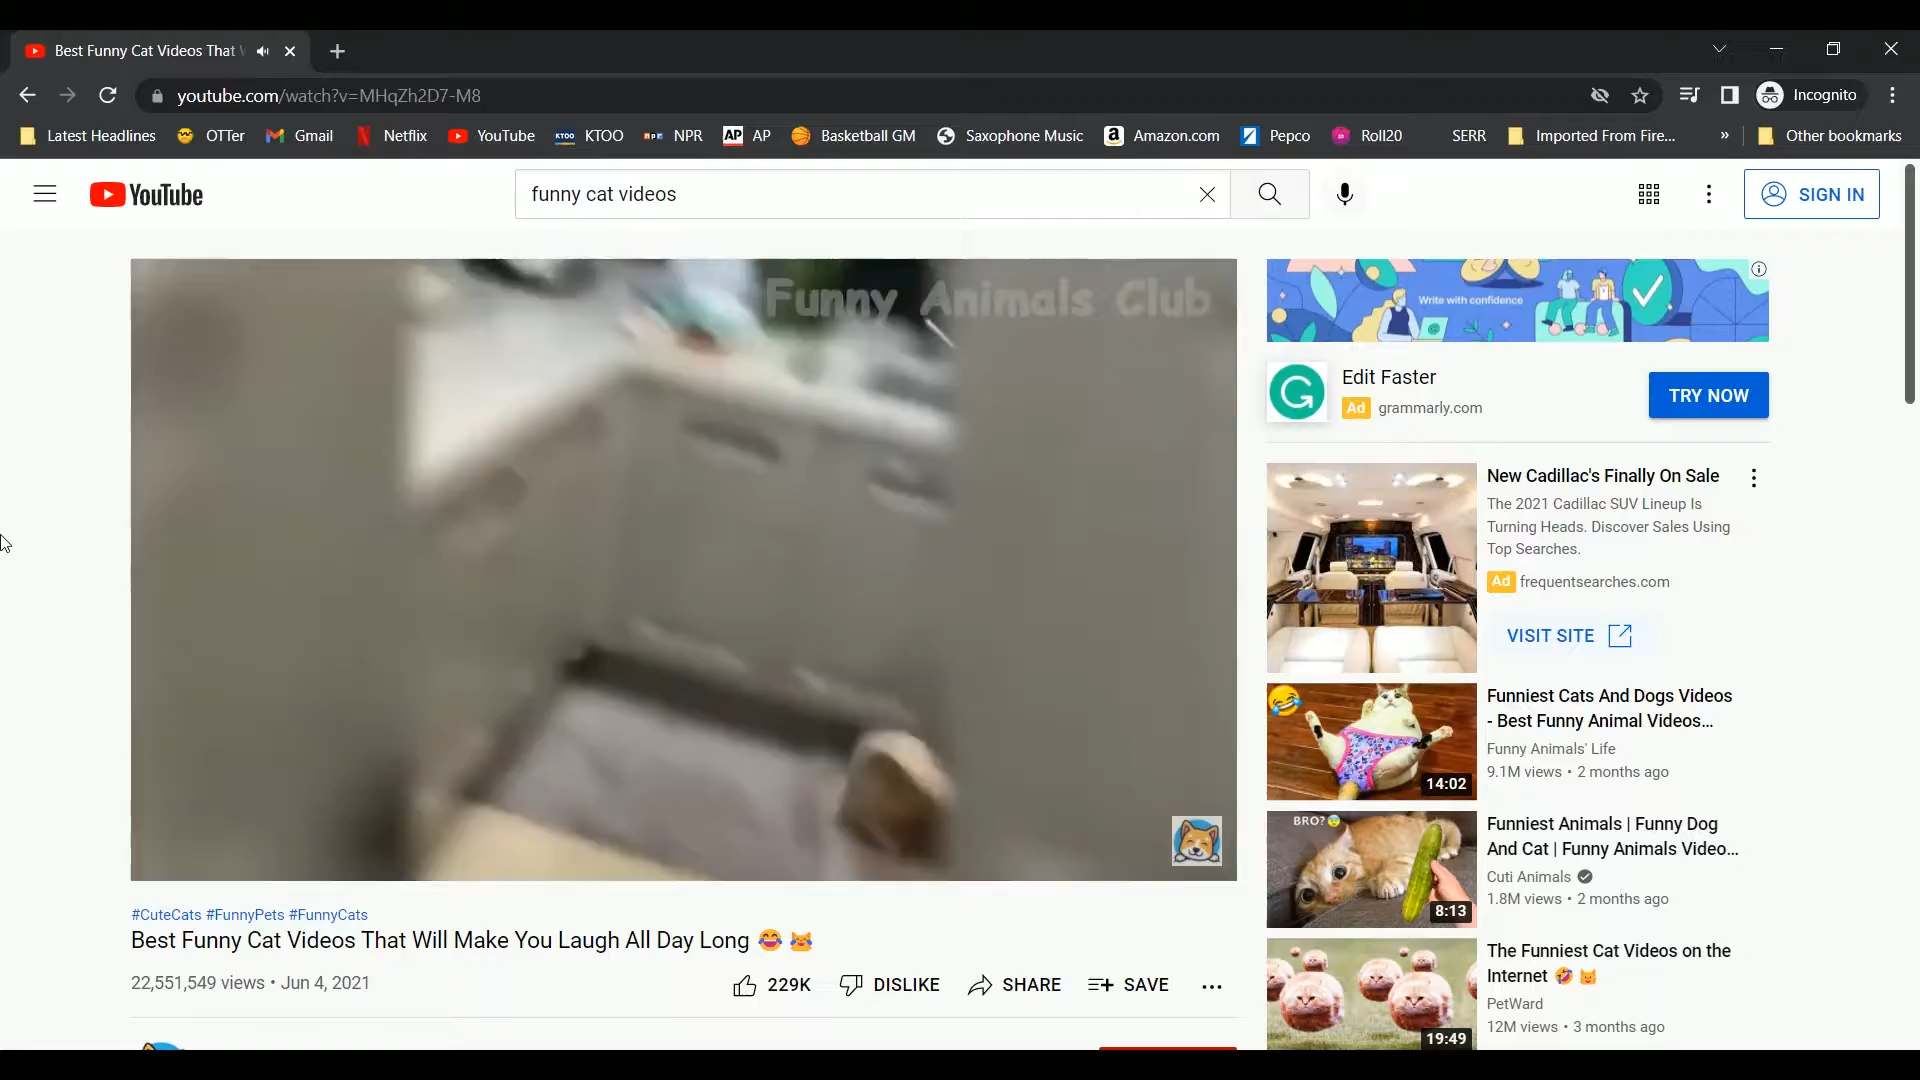 Best Funny Cat Videos That
youtube.com/watch?v=MHqZh2D7-M8
Incognito
Latest Headlines
OTTer
Gmail
Netflix
YouTube
KTOO
KTOO
npr
NPR
AP
AP
Basketball GM
Saxophone Music
Amazon.com
Pepco
Roll20
SERR
Imported From Fire...
»
Other bookmarks
YouTube
funny cat videos
SIGN IN
Funny Animals Club
Write with confidence
Edit Faster
Ad grammarly.com
TRY NOW
New Cadillac's Finally On Sale
The 2021 Cadillac SUV Lineup Is
Turning Heads. Discover Sales Using
Top Searches.
Ad frequentsearches.com
VISIT SITE
14:02
Funniest Cats And Dogs Videos
- Best Funny Animal Videos...
Funny Animals' Life
9.1M views • 2 months ago
BRO?
8:13
Funniest Animals | Funny Dog
And Cat | Funny Animals Video...
Cuti Animals
1.8M views • 2 months ago
19:49
The Funniest Cat Videos on the
Internet 🤣 🐱
PetWard
12M views • 3 months ago
#CuteCats #FunnyPets #FunnyCats
Best Funny Cat Videos That Will Make You Laugh All Day Long 😂 😹
22,551,549 views • Jun 4, 2021
229K
DISLIKE
SHARE
SAVE